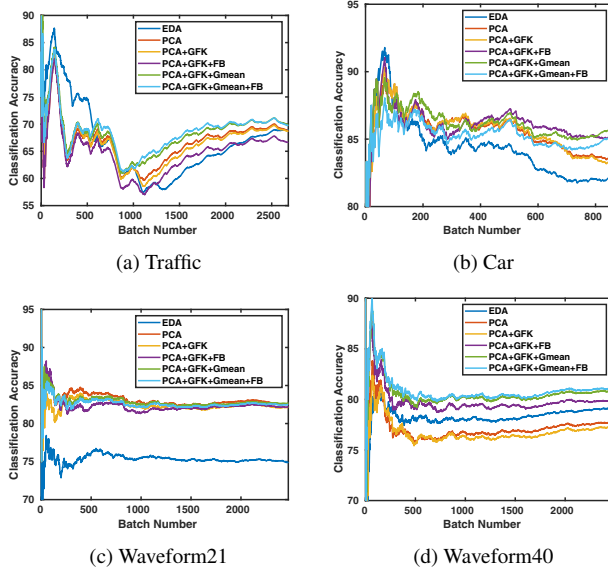 90
85
80
75
70
65
60
55
Classification Accuracy
EDA
PCA
PCA+GFK
PCA+GFK+FB
PCA+GFK+Gmean
PCA+GFK+Gmean+FB
0 500 1000 1500 2000 2500
Batch Number
(a) Traffic
95
90
85
80
Classification Accuracy
EDA
PCA
PCA+GFK
PCA+GFK+FB
PCA+GFK+Gmean
PCA+GFK+Gmean+FB
0 200 400 600 800
Batch Number
(b) Car
95
90
85
80
75
70
Classification Accuracy
EDA
PCA
PCA+GFK
PCA+GFK+FB
PCA+GFK+Gmean
PCA+GFK+Gmean+FB
0 500 1000 1500 2000
Batch Number
(c) Waveform21
90
85
80
75
70
Classification Accuracy
EDA
PCA
PCA+GFK
PCA+GFK+FB
PCA+GFK+Gmean
PCA+GFK+Gmean+FB
0 500 1000 1500 2000
Batch Number
(d) Waveform40